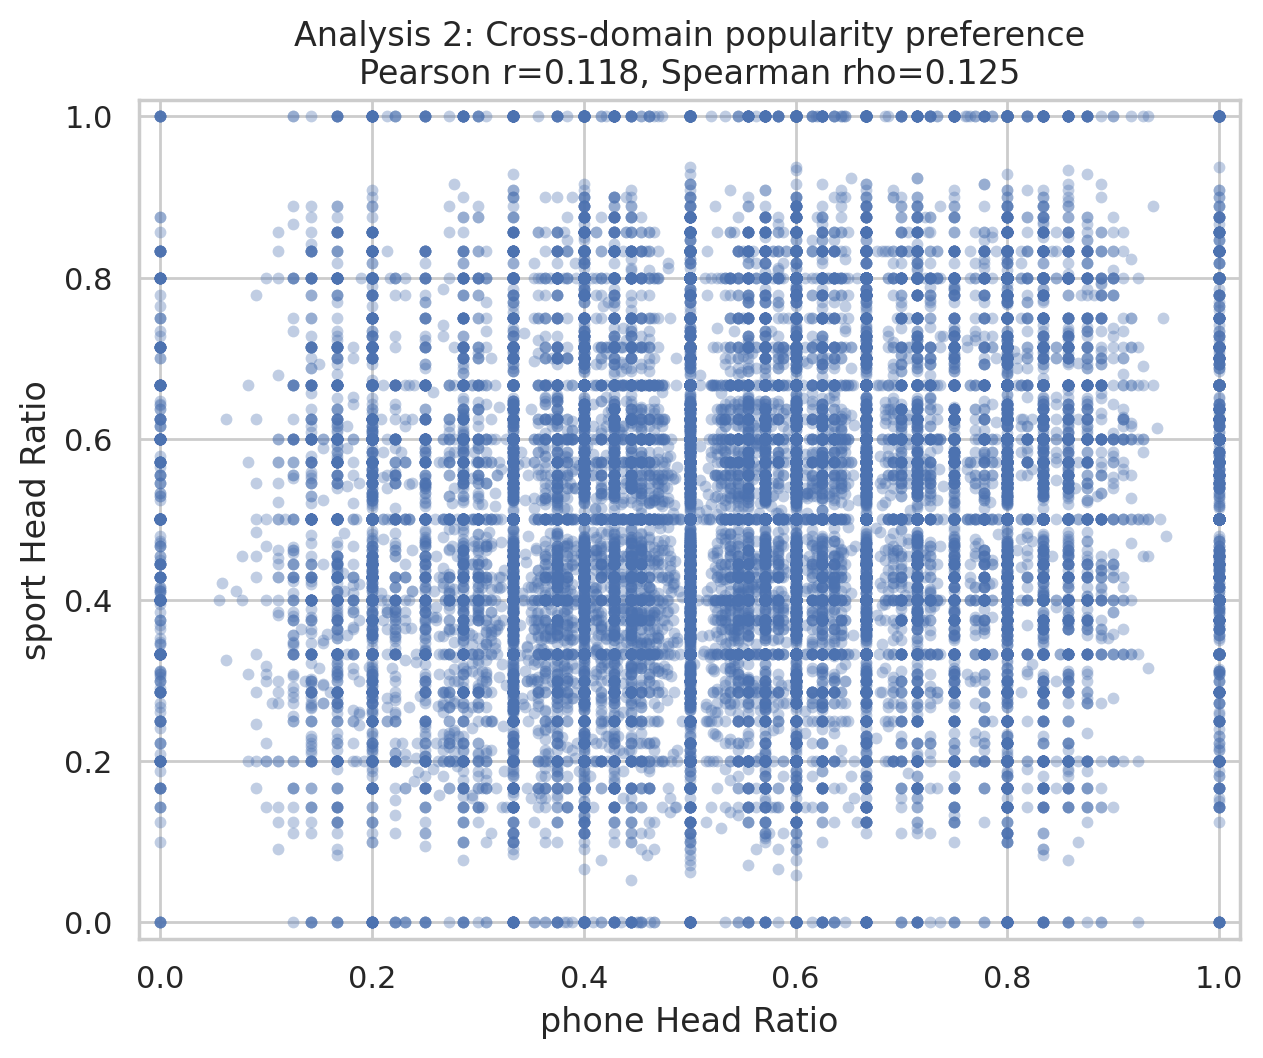 Analysis 2: Cross-domain popularity preference
Pearson r=0.118, Spearman rho=0.125
1.0
0.8
0.6
0.4
0.2
0.0
sport Head Ratio
0.0 0.2 0.4 0.6 0.8 1.0
phone Head Ratio